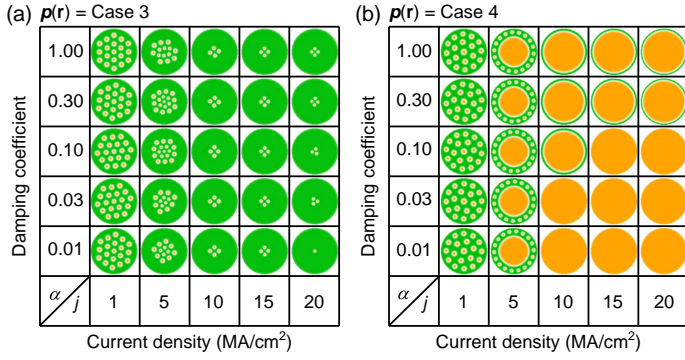 (a) p(r) = Case 3
Damping coefficient
1.00
0.30
0.10
0.03
0.01
α / j 1 5 10 15 20
Current density (MA/cm²)
(b) p(r) = Case 4
Damping coefficient
1.00
0.30
0.10
0.03
0.01
α / j 1 5 10 15 20
Current density (MA/cm²)